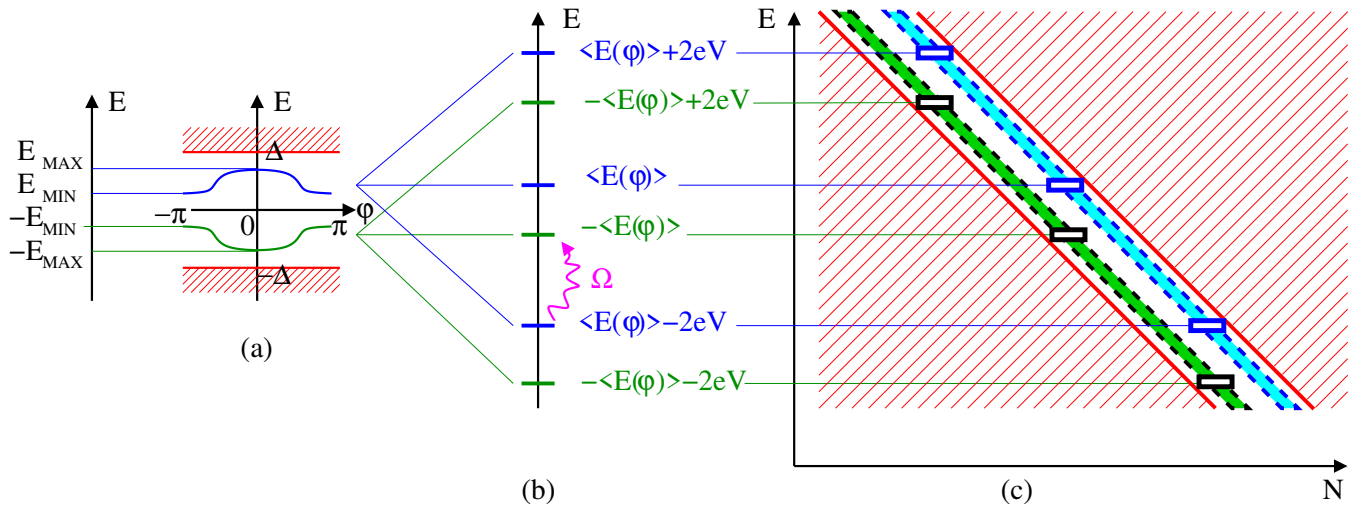 E
E
E
E
<E(φ)>+2eV
−<E(φ)>+2eV
E MAX
Δ
E MIN
<E(φ)>
−π
0
π
φ
−E MIN
−<E(φ)>
−E MAX
−Δ
Ω
<E(φ)>−2eV
(a)
−<E(φ)>−2eV
(b)
(c)
N